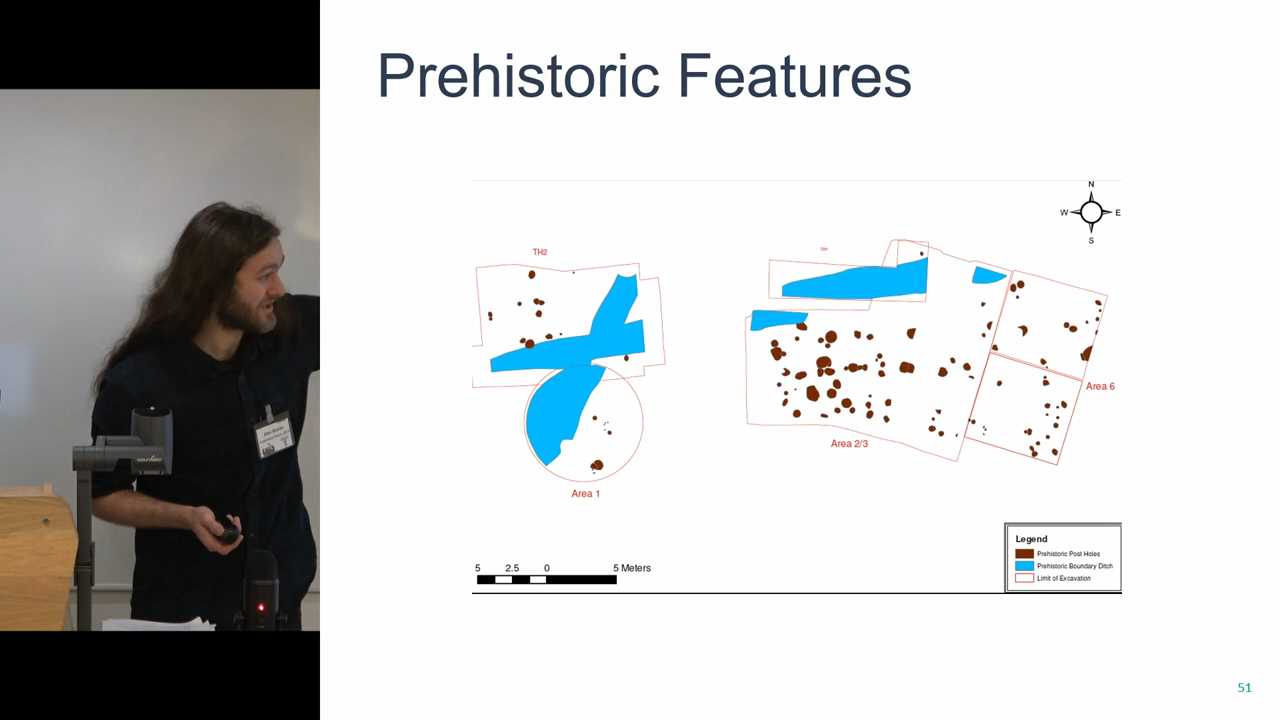 Prehistoric Features
N
W
E
S
TH2
Area 6
Area 2/3
Area 1
Legend
Prehistoric Post Holes
Prehistoric Boundary Ditch
Limit of Excavation
5 2.5 0 5 Meters
51